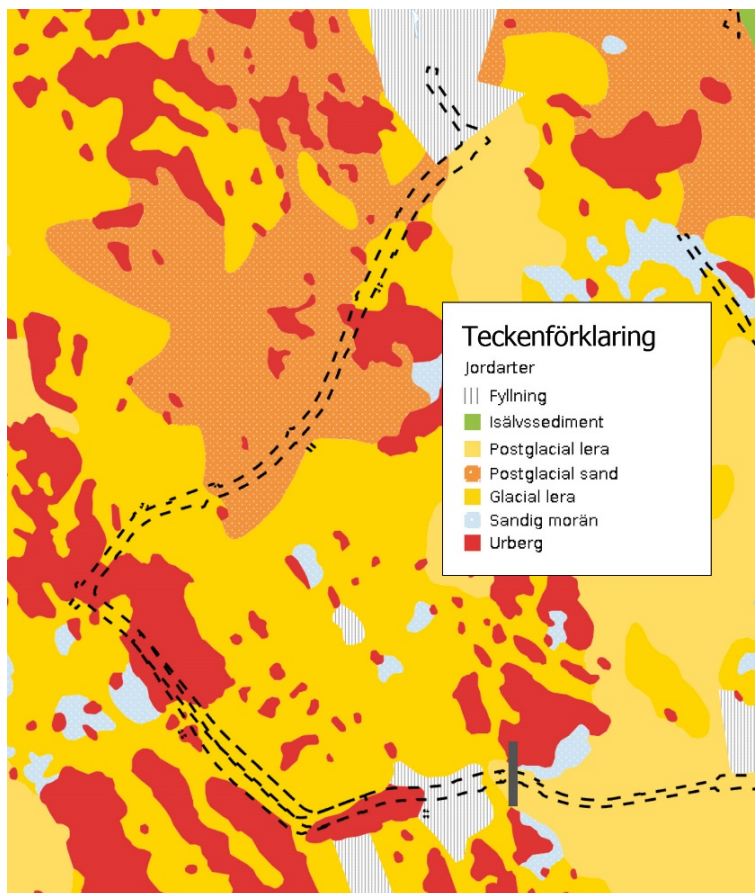 Teckenförklaring
Jordarter
Fyllning
Isälvssediment
Postglacial lera
Postglacial sand
Glacial lera
Sandig morän
Urberg